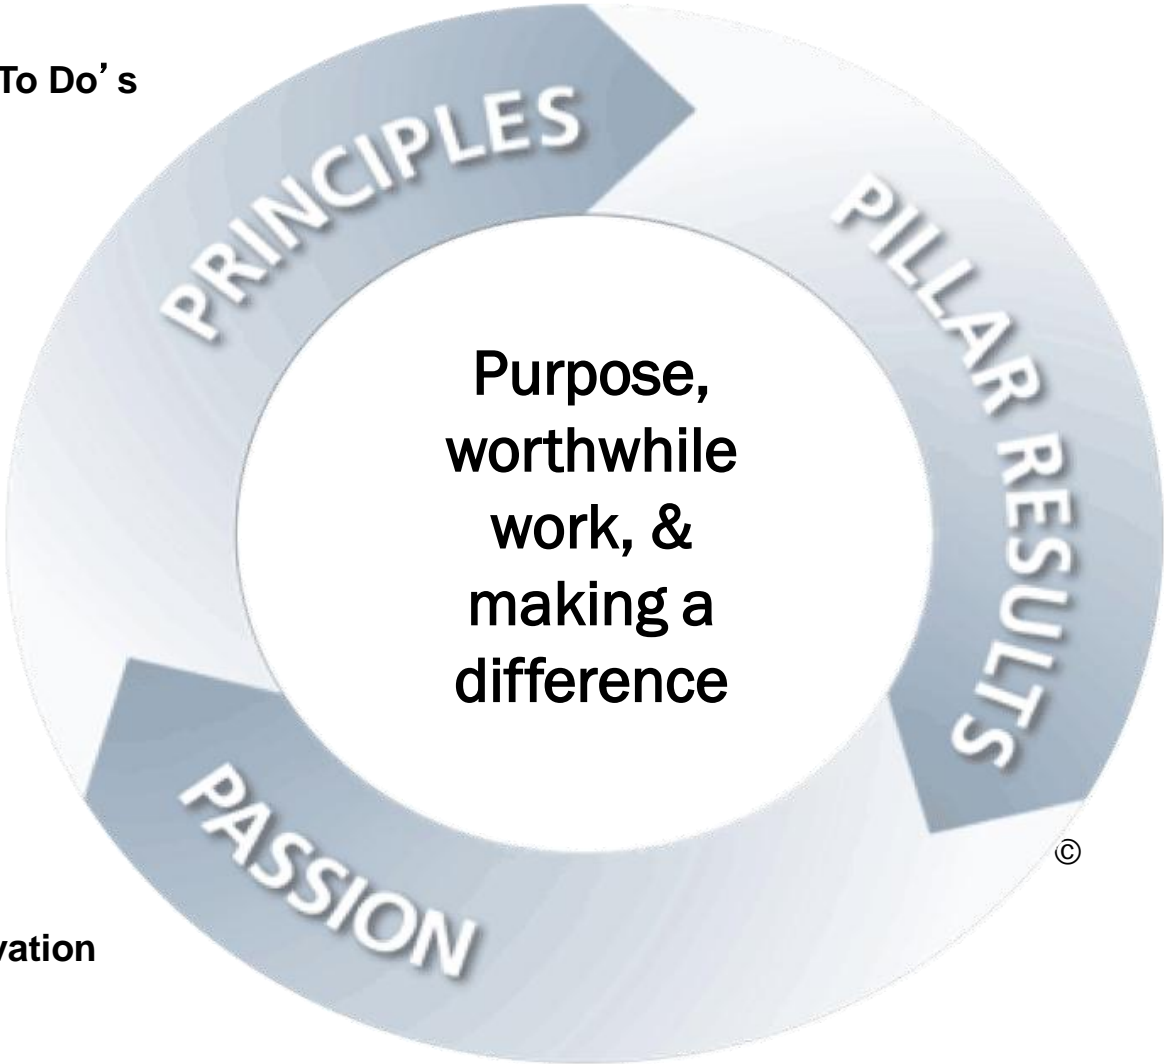 To Do’s
PRINCIPLES
PILLAR RESULTS
Purpose,
worthwhile
work, &
making a
difference
©
PASSION
vation